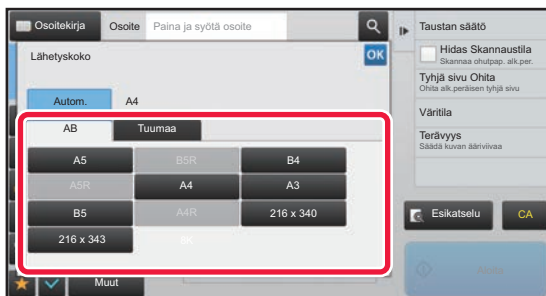 Osoitekirja Osoite Paina ja syötä osoite
Lähetyskoko OK
Autom. A4
AB Tuumaa
A5 B5R B4
A5R A4 A3
B5 A4R 216 x 340
216 x 343 8K
Muut
Taustan säätö
Hidas Skannaustila
Skannaa ohutpap. alk.per.
Tyhjä sivu Ohita
Ohita alk.peräisen tyhjä sivu
Väritila
Terävyys
Säädä kuvan ääriviivaa
Esikatselu CA